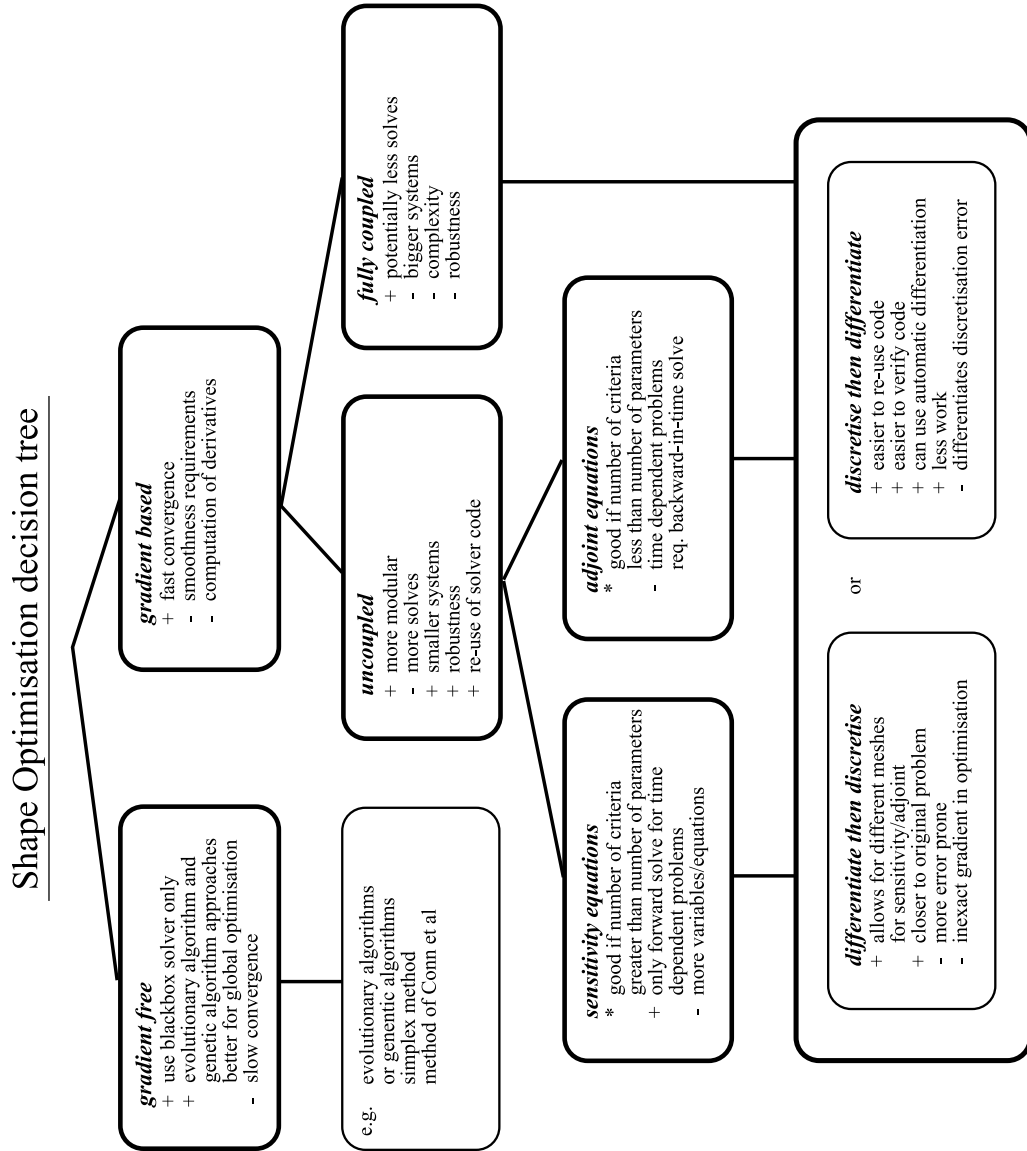 Shape Optimisation decision tree
gradient free
+ use blackbox solver only
+ evolutionary algorithm and
genetic algorithm approaches
better for global optimisation
- slow convergence
gradient based
+ fast convergence
- smoothness requirements
- computation of derivatives
e.g. evolutionary algorithms
or genentic algorithms
simplex method
method of Conn et al
uncoupled
+ more modular
- more solves
+ smaller systems
+ robustness
+ re-use of solver code
fully coupled
+ potentially less solves
- bigger systems
- complexity
- robustness
sensitivity equations
* good if number of criteria
greater than number of parameters
+ only forward solve for time
dependent problems
- more variables/equations
adjoint equations
* good if number of criteria
less than number of parameters
- time dependent problems
req. backward-in-time solve
differentiate then discretise
+ allows for different meshes
for sensitivity/adjoint
+ closer to original problem
- more error prone
- inexact gradient in optimisation
or
discretise then differentiate
+ easier to re-use code
+ easier to verify code
+ can use automatic differentiation
+ less work
- differentiates discretisation error